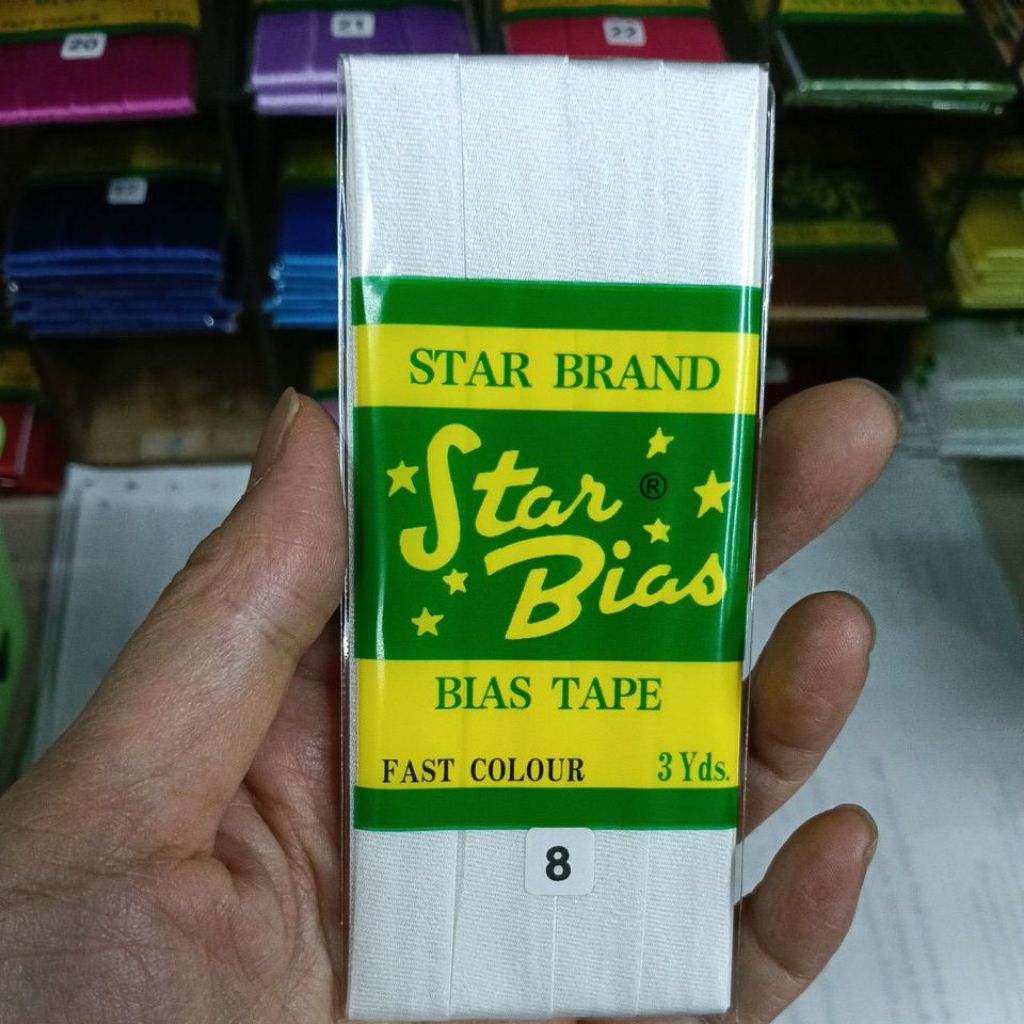 20
21
22
STAR BRAND
Star ®
Bias
BIAS TAPE
FAST COLOUR 3 Yds.
8